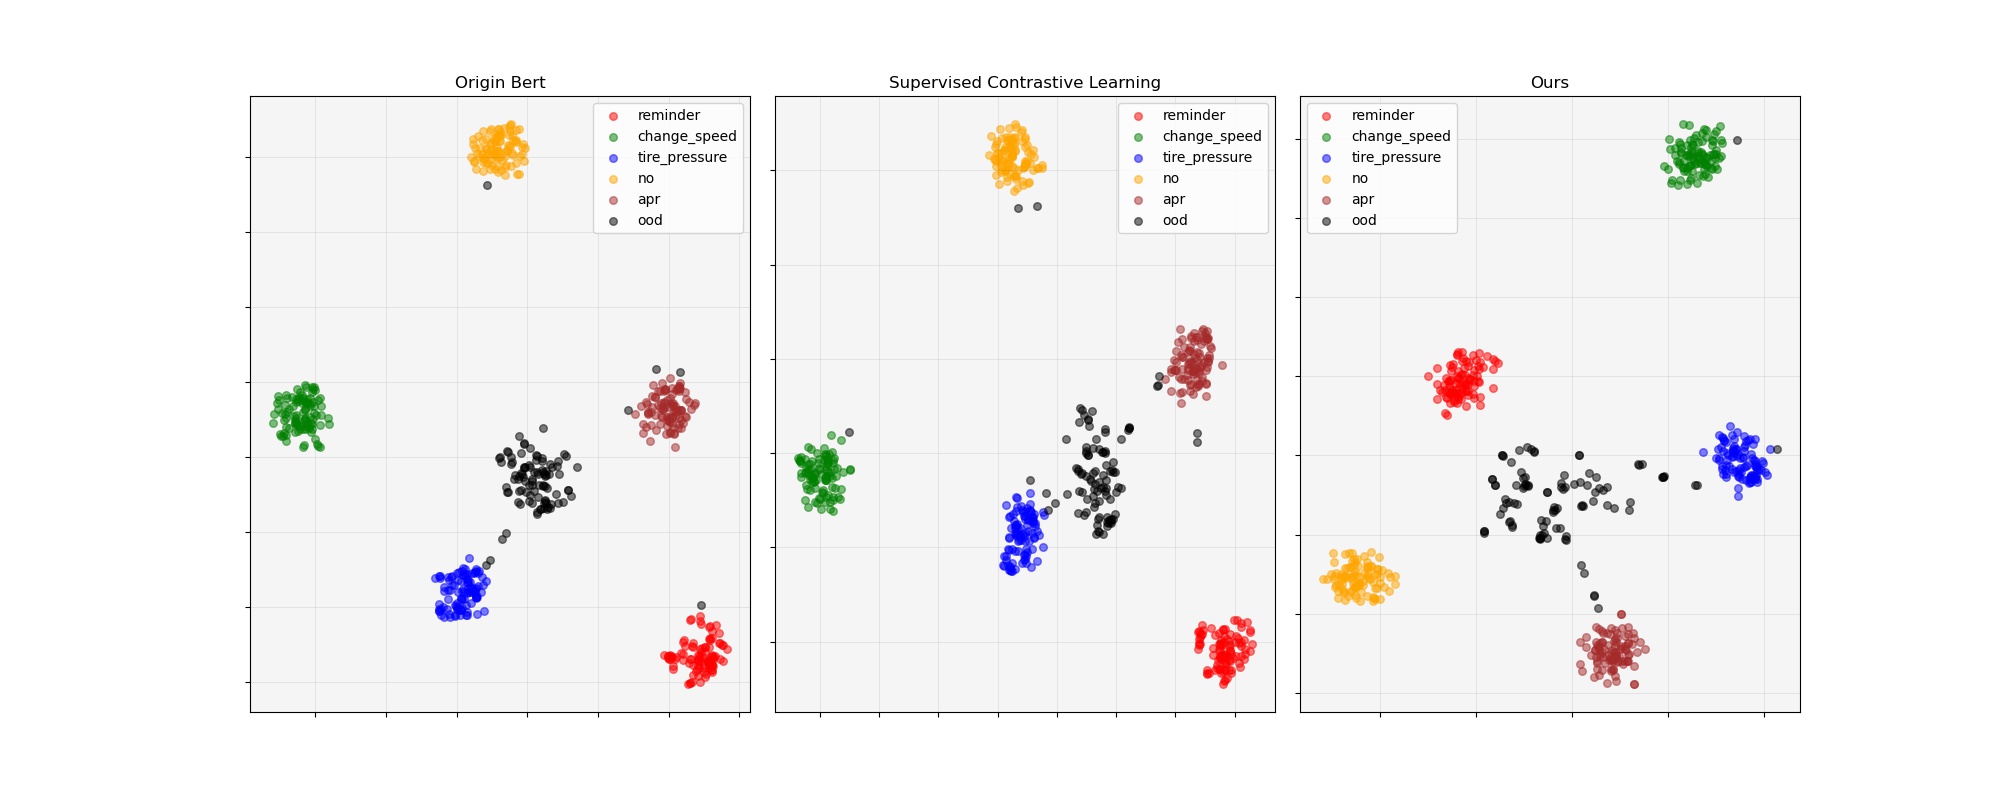 Origin Bert
reminder
change_speed
tire_pressure
no
apr
ood
Supervised Contrastive Learning
reminder
change_speed
tire_pressure
no
apr
ood
Ours
reminder
change_speed
tire_pressure
no
apr
ood